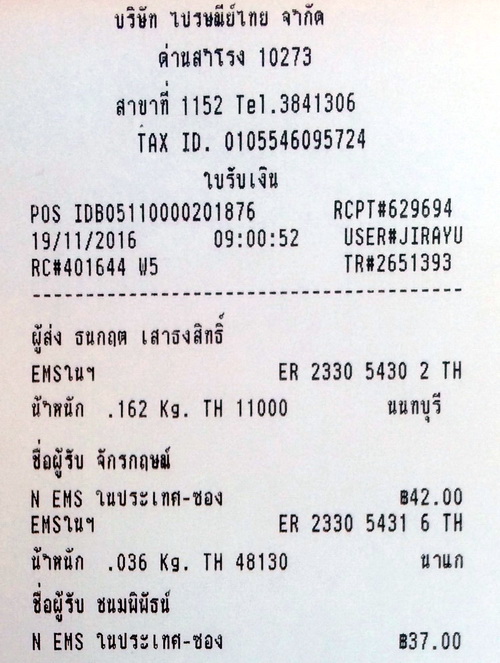 บริษัท ไปรษณีย์ไทย จำกัด
ด่านสำโรง 10273
สาขาที่ 1152 Tel.3841306
TAX ID. 0105546095724
ใบรับเงิน
POS IDB05110000201876 RCPT#629694
19/11/2016 09:00:52 USER#JIRAYU
RC#401644 W5 TR#2651393
ผู้ส่ง ธนกฤต เสาธงสิทธิ์
EMSในฯ ER 2330 5430 2 TH
น้ำหนัก .162 Kg. TH 11000 นนทบุรี
ชื่อผู้รับ จักรกฤษณ์
N EMS ในประเทศ-ซอง ฿42.00
EMSในฯ ER 2330 5431 6 TH
น้ำหนัก .036 Kg. TH 48130 นาแก
ชื่อผู้รับ ชนมพินิธน์
N EMS ในประเทศ-ซอง ฿37.00